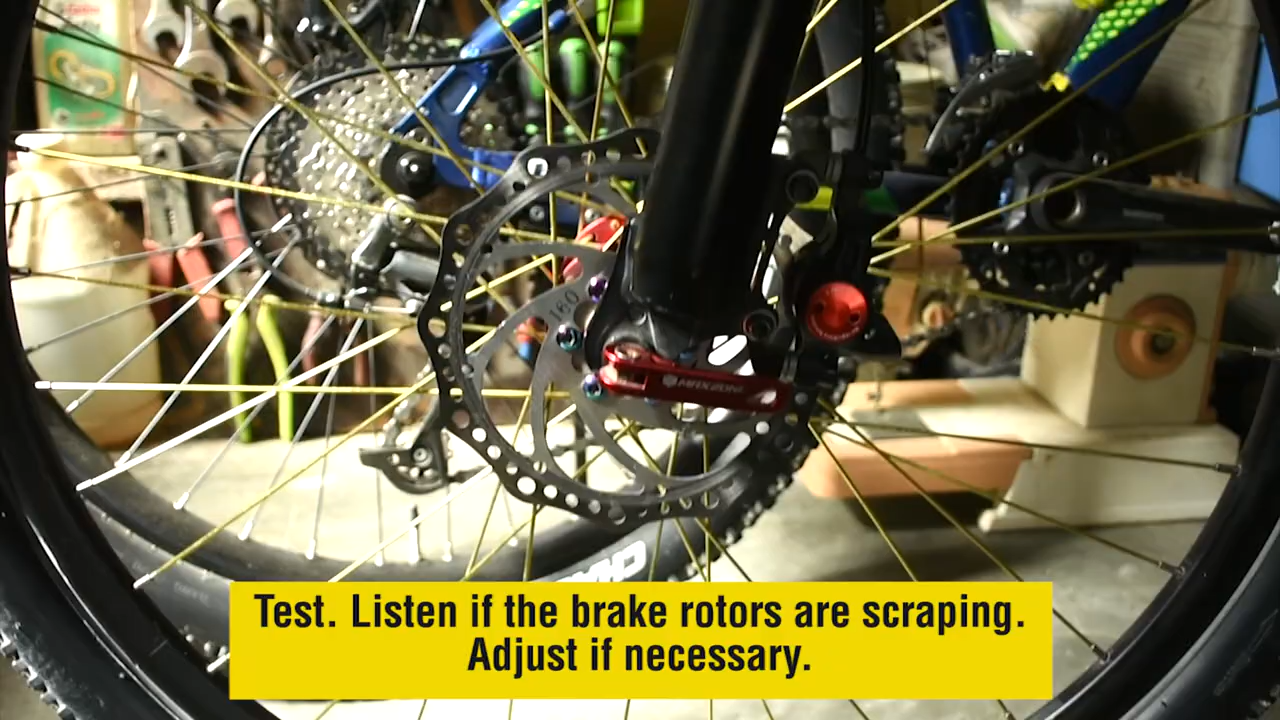 160
Test. Listen if the brake rotors are scraping.
Adjust if necessary.